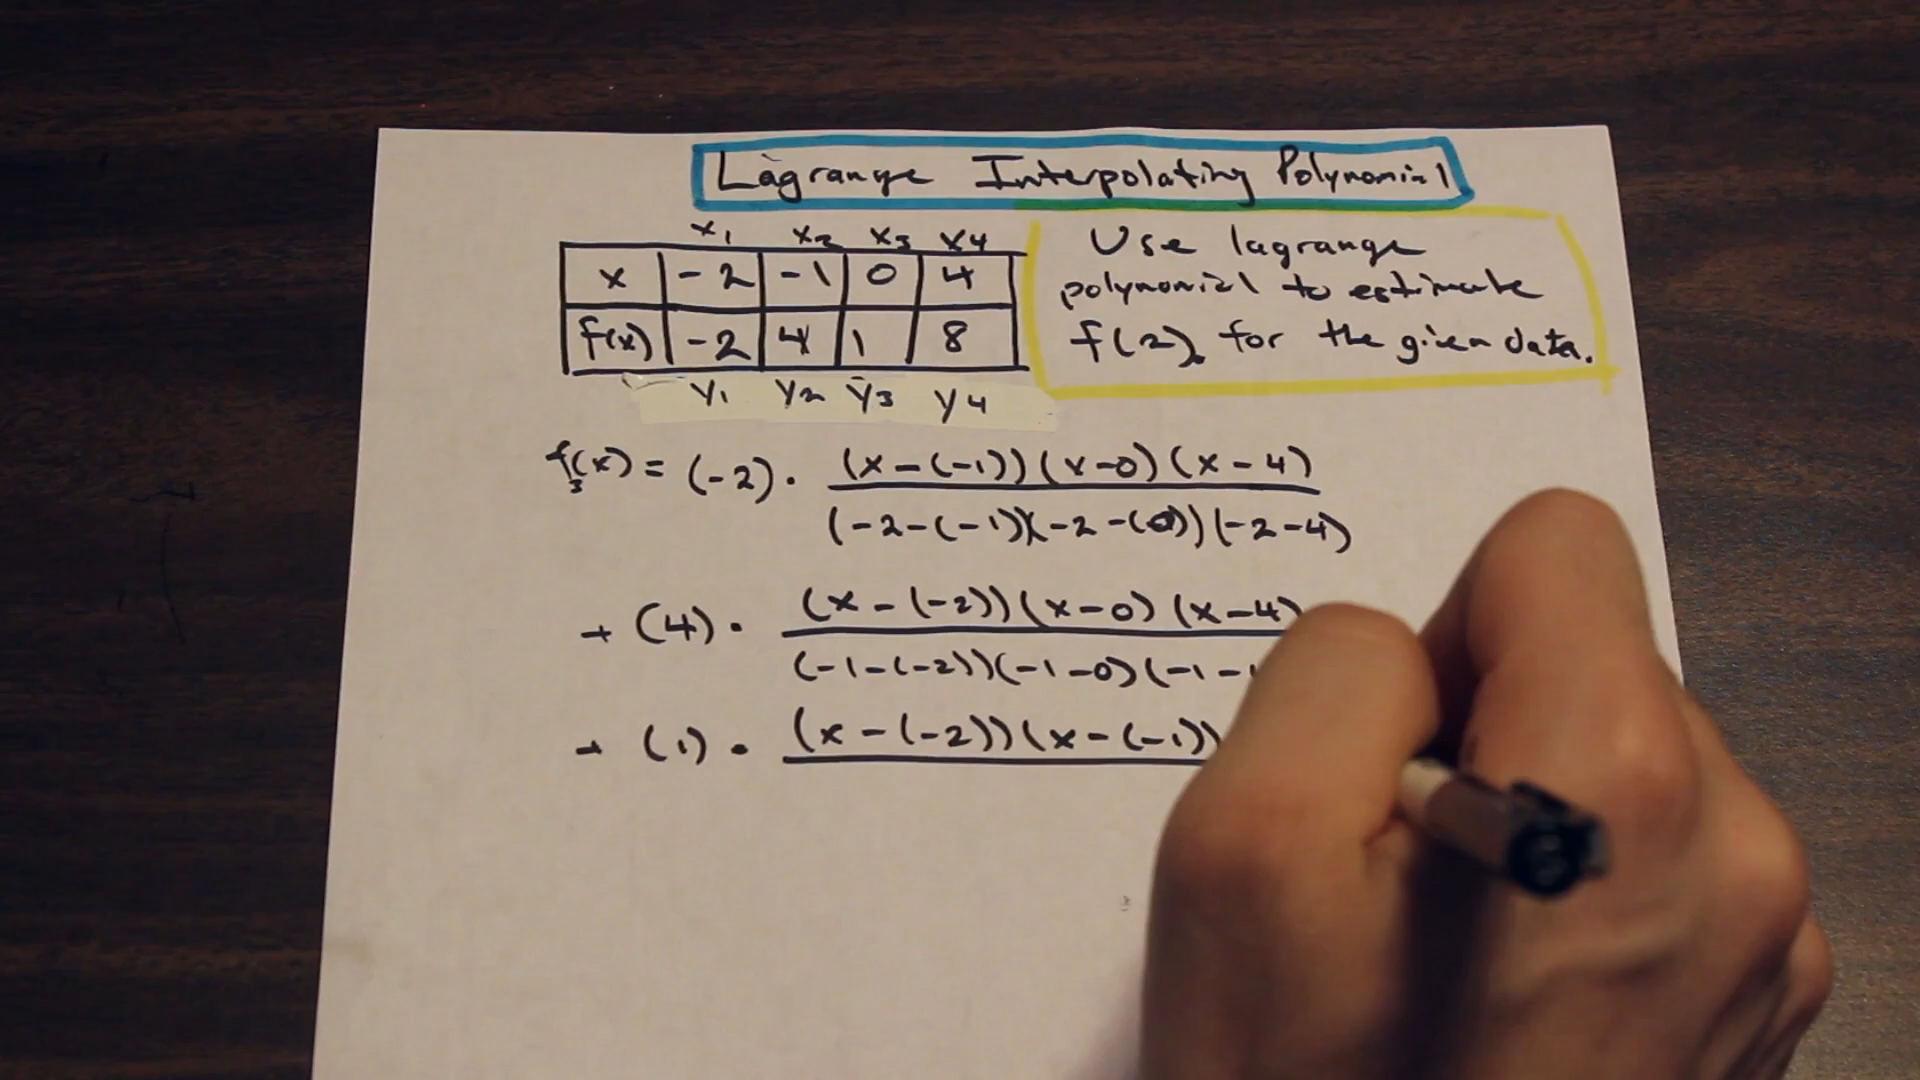 Lagrange Interpolating Polynomial
x1 x2 x3 x4
x -2 -1 0 4
f(x) -2 4 1 8
y1 y2 y3 y4
Use lagrange
polynomial to estimate
f(2). for the given data.
f3(x) = (-2) · (x-(-1))(x-0)(x-4)
(-2-(-1))(-2-(0))(-2-4)
+ (4) · (x-(-2))(x-0)(x-4)
(-1-(-2))(-1-0)(-1-
+ (1) · (x-(-2))(x-(-1))